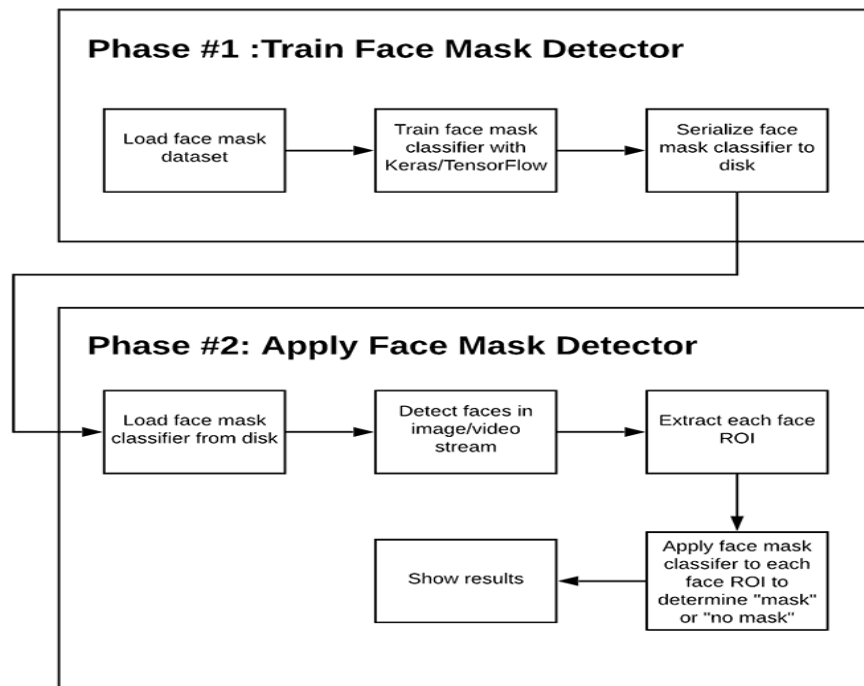 Phase #1 :Train Face Mask Detector
Load face mask
dataset
Train face mask
classifier with
Keras/TensorFlow
Serialize face
mask classifier to
disk
Phase #2: Apply Face Mask Detector
Load face mask
classifier from disk
Detect faces in
image/video
stream
Extract each face
ROI
Apply face mask
classifer to each
face ROI to
determine "mask"
or "no mask"
Show results